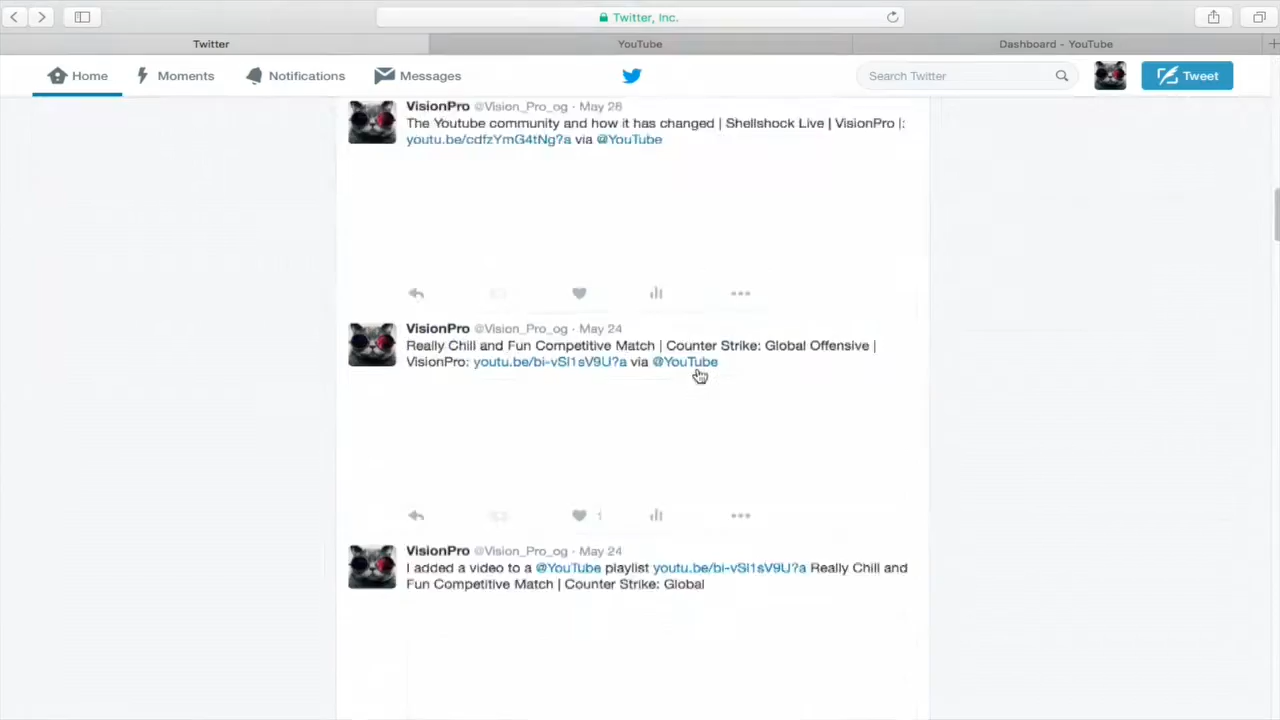 Twitter, Inc.
Twitter
YouTube
Dashboard - YouTube
Home
Moments
Notifications
Messages
Search Twitter
Tweet
VisionPro @Vision_Pro_og · May 26
The Youtube community and how it has changed | Shellshock Live | VisionPro |:
youtu.be/cdfzYmG4tNg?a via @YouTube
VisionPro @Vision_Pro_og · May 24
Really Chill and Fun Competitive Match | Counter Strike: Global Offensive |
VisionPro: youtu.be/bi-vSl1sV9U?a via @YouTube
1
VisionPro @Vision_Pro_og · May 24
I added a video to a @YouTube playlist youtu.be/bi-vSl1sV9U?a Really Chill and
Fun Competitive Match | Counter Strike: Global